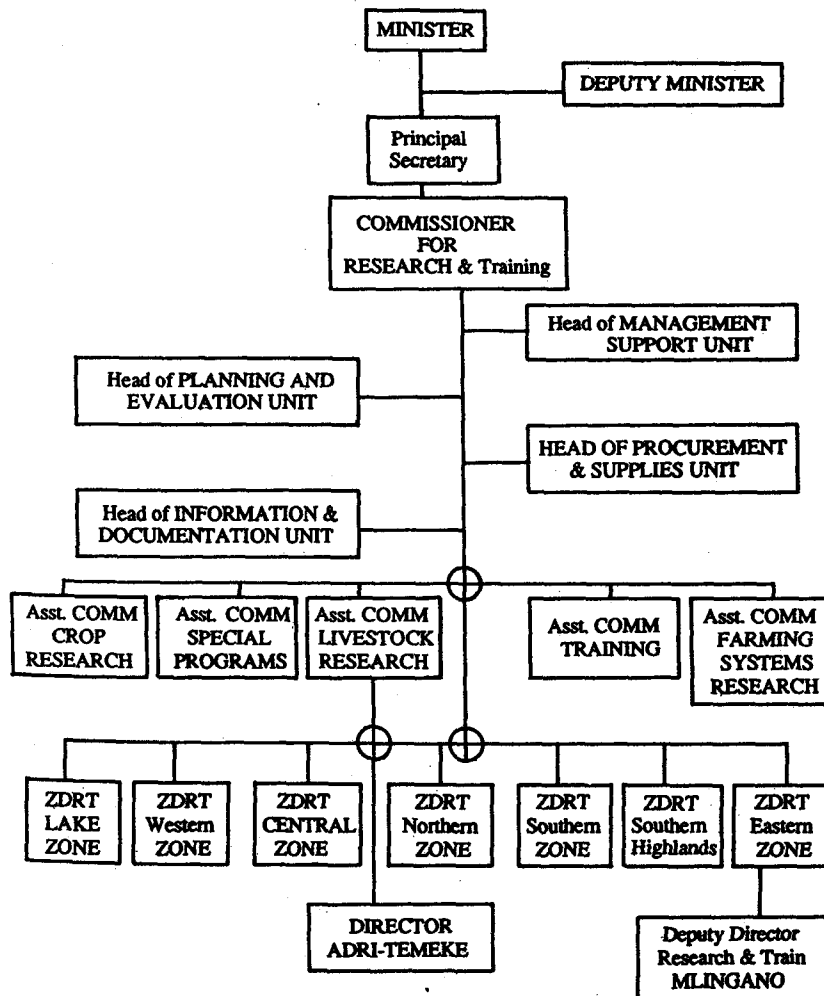 MINISTER
DEPUTY MINISTER
Principal
Secretary
COMMISSIONER
FOR
RESEARCH & Training
Head of MANAGEMENT
SUPPORT UNIT
Head of PLANNING AND
EVALUATION UNIT
HEAD OF PROCUREMENT
& SUPPLIES UNIT
Head of INFORMATION &
DOCUMENTATION UNIT
Asst. COMM
CROP
RESEARCH
Asst. COMM
SPECIAL
PROGRAMS
Asst. COMM
LIVESTOCK
RESEARCH
Asst. COMM
TRAINING
Asst. COMM
FARMING
SYSTEMS
RESEARCH
ZDRT
LAKE
ZONE
ZDRT
Western
ZONE
ZDRT
CENTRAL
ZONE
ZDRT
Northern
ZONE
ZDRT
Southern
ZONE
ZDRT
Southern
Highlands
ZDRT
Eastern
ZONE
DIRECTOR
ADRI-TEMEKE
Deputy Director
Research & Train
MLINGANO